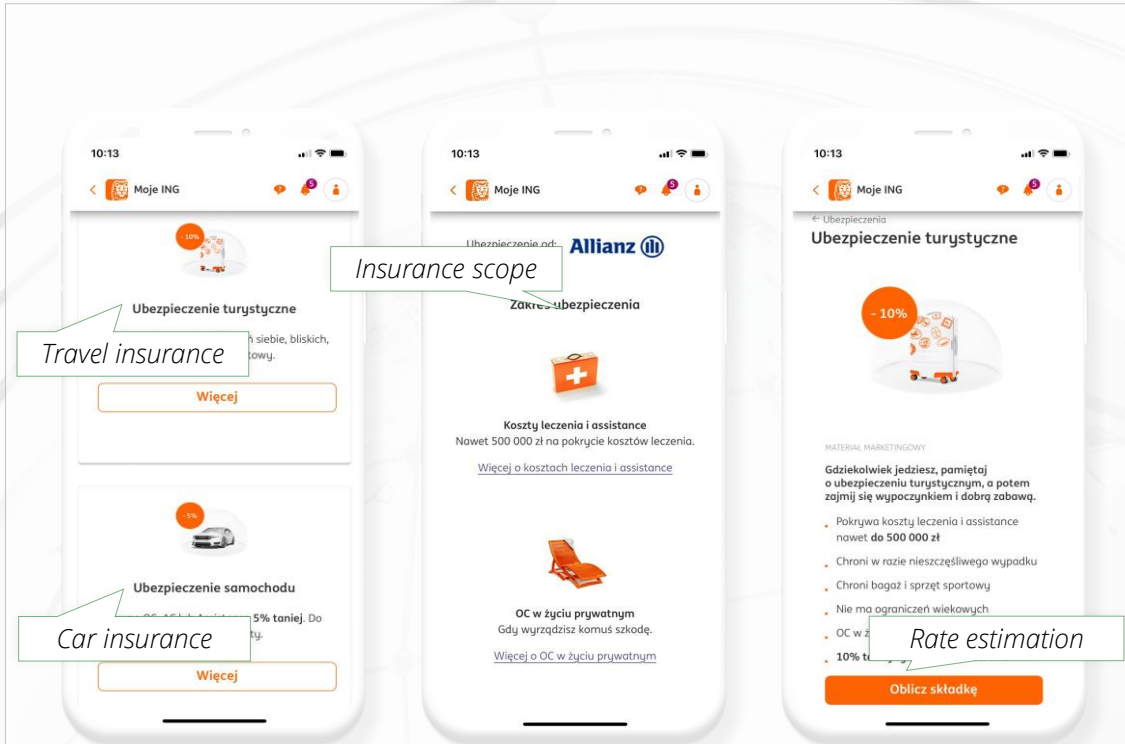 10:13
Moje ING
5
- 10%
Ubezpieczenie turystyczne
siebie, bliskich,
Travel insurance
Więcej
-5%
Ubezpieczenie samochodu
5% taniej. Do
Car insurance
Więcej
10:13
Moje ING
5
Ubezpieczenie od:
Allianz
Insurance scope
Zakres ubezpieczenia
Koszty leczenia i assistance
Nawet 500 000 zł na pokrycie kosztów leczenia.
Więcej o kosztach leczenia i assistance
OC w życiu prywatnym
Gdy wyrządzisz komuś szkodę.
Więcej o OC w życiu prywatnym
10:13
Moje ING
5
← Ubezpieczenia
Ubezpieczenie turystyczne
- 10%
MATERIAŁ MARKETINGOWY
Gdziekolwiek jedziesz, pamiętaj
o ubezpieczeniu turystycznym, a potem
zajmij się wypoczynkiem i dobrą zabawą.
Pokrywa koszty leczenia i assistance
nawet do 500 000 zł
Chroni w razie nieszczęśliwego wypadku
Chroni bagaż i sprzęt sportowy
Nie ma ograniczeń wiekowych
OC w
Rate estimation
10%
Oblicz składkę